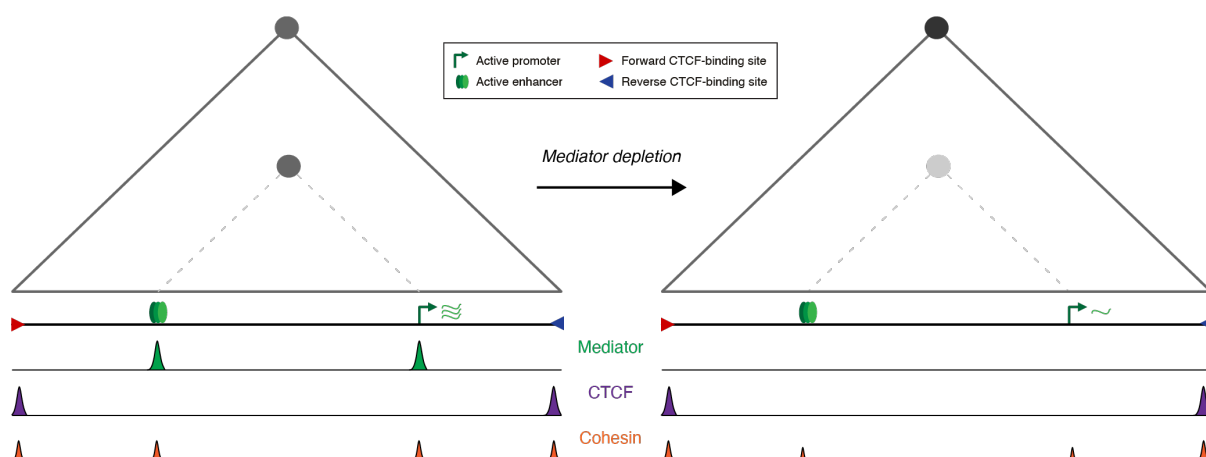 Active promoter
Forward CTCF-binding site
Active enhancer
Reverse CTCF-binding site
Mediator depletion
Mediator
CTCF
Cohesin